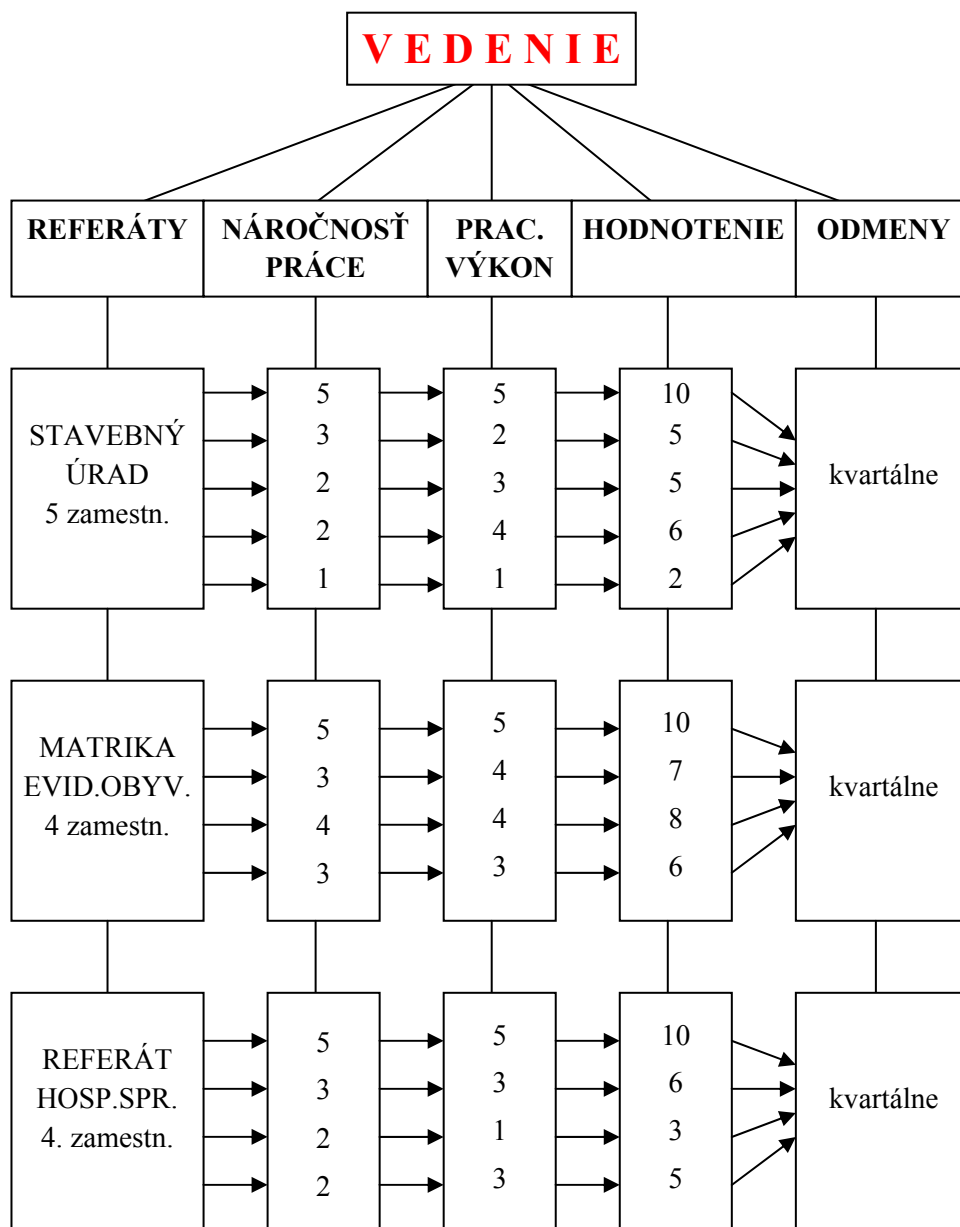 V E D E N I E
REFERÁTY
NÁROČNOSŤ
PRÁCE
PRAC.
VÝKON
HODNOTENIE
ODMENY
STAVEBNÝ
ÚRAD
5 zamestn.
5
3
2
2
1
5
2
3
4
1
10
5
5
6
2
kvartálne
MATRIKA
EVID.OBYV.
4 zamestn.
5
3
4
3
5
4
4
3
10
7
8
6
kvartálne
REFERÁT
HOSP.SPR.
4. zamestn.
5
3
2
2
5
3
1
3
10
6
3
5
kvartálne